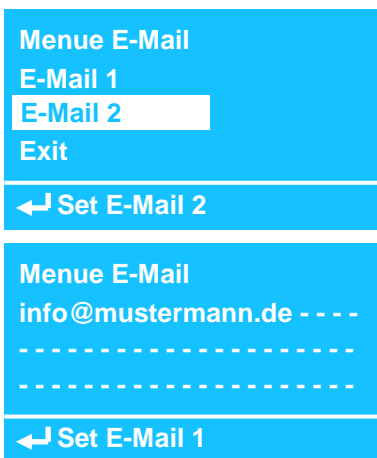 Menue E-Mail
E-Mail 1
E-Mail 2
Exit
Set E-Mail 2
Menue E-Mail
info@mustermann.de - - - -
- - - - - - - - - - - - - - - - - - - - -
- - - - - - - - - - - - - - - - - - - - -
Set E-Mail 1